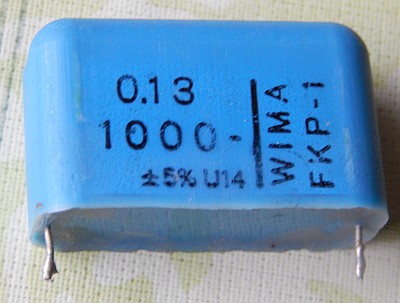 0.13
1000-
±5% U14
WIMA
FKP-1